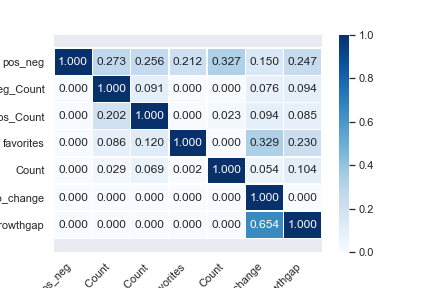 pos_neg 1.000 0.273 0.256 0.212 0.327 0.150 0.247
eg_Count 0.000 1.000 0.091 0.000 0.000 0.076 0.094
os_Count 0.000 0.202 1.000 0.000 0.023 0.094 0.085
favorites 0.000 0.086 0.120 1.000 0.000 0.329 0.230
Count 0.000 0.029 0.069 0.002 1.000 0.054 0.104
o_change 0.000 0.000 0.000 0.000 0.000 1.000 0.000
rowthgap 0.000 0.000 0.000 0.000 0.000 0.654 1.000
os_neg Count Count vorites Count change wthgap
1.0
0.8
0.6
0.4
0.2
0.0